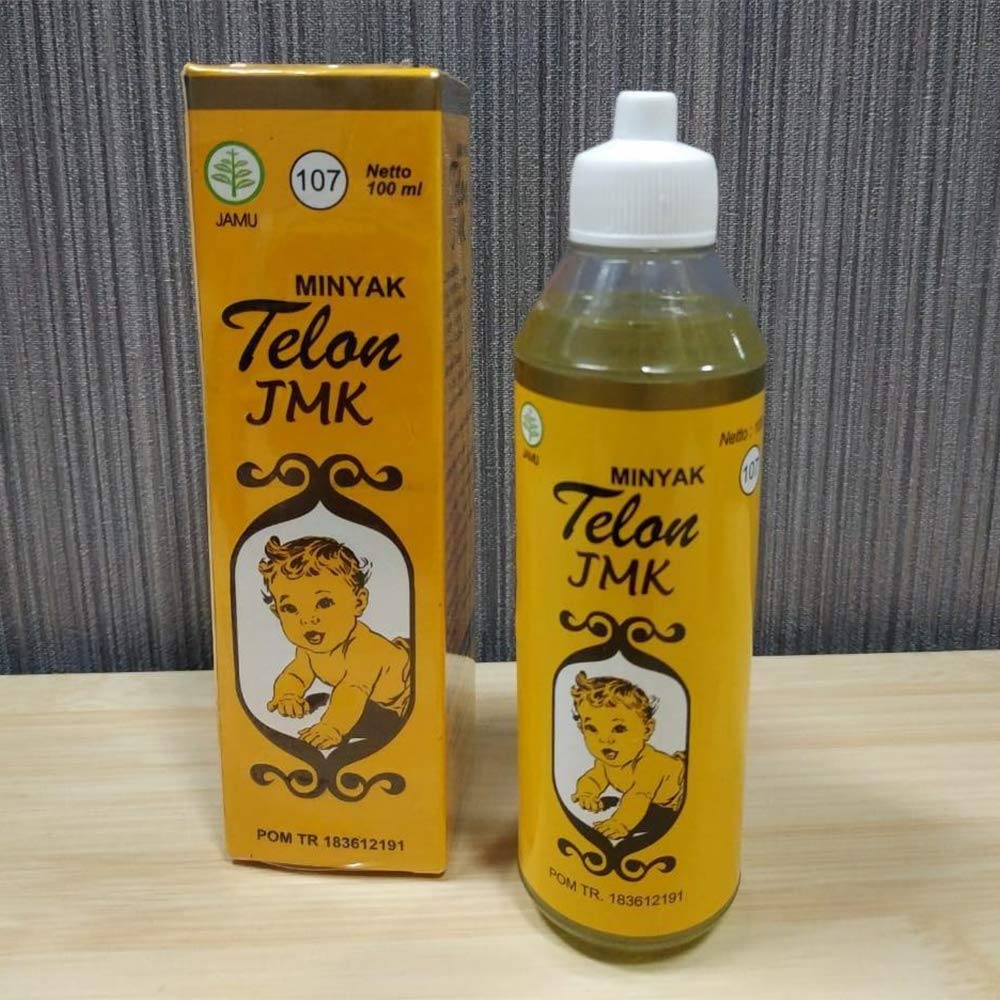 JAMU
107
Netto
100 ml
MINYAK
Telon
JMK
POM TR 183612191
JAMU
Netto :
107
MINYAK
Telon
JMK
POM TR. 183612191